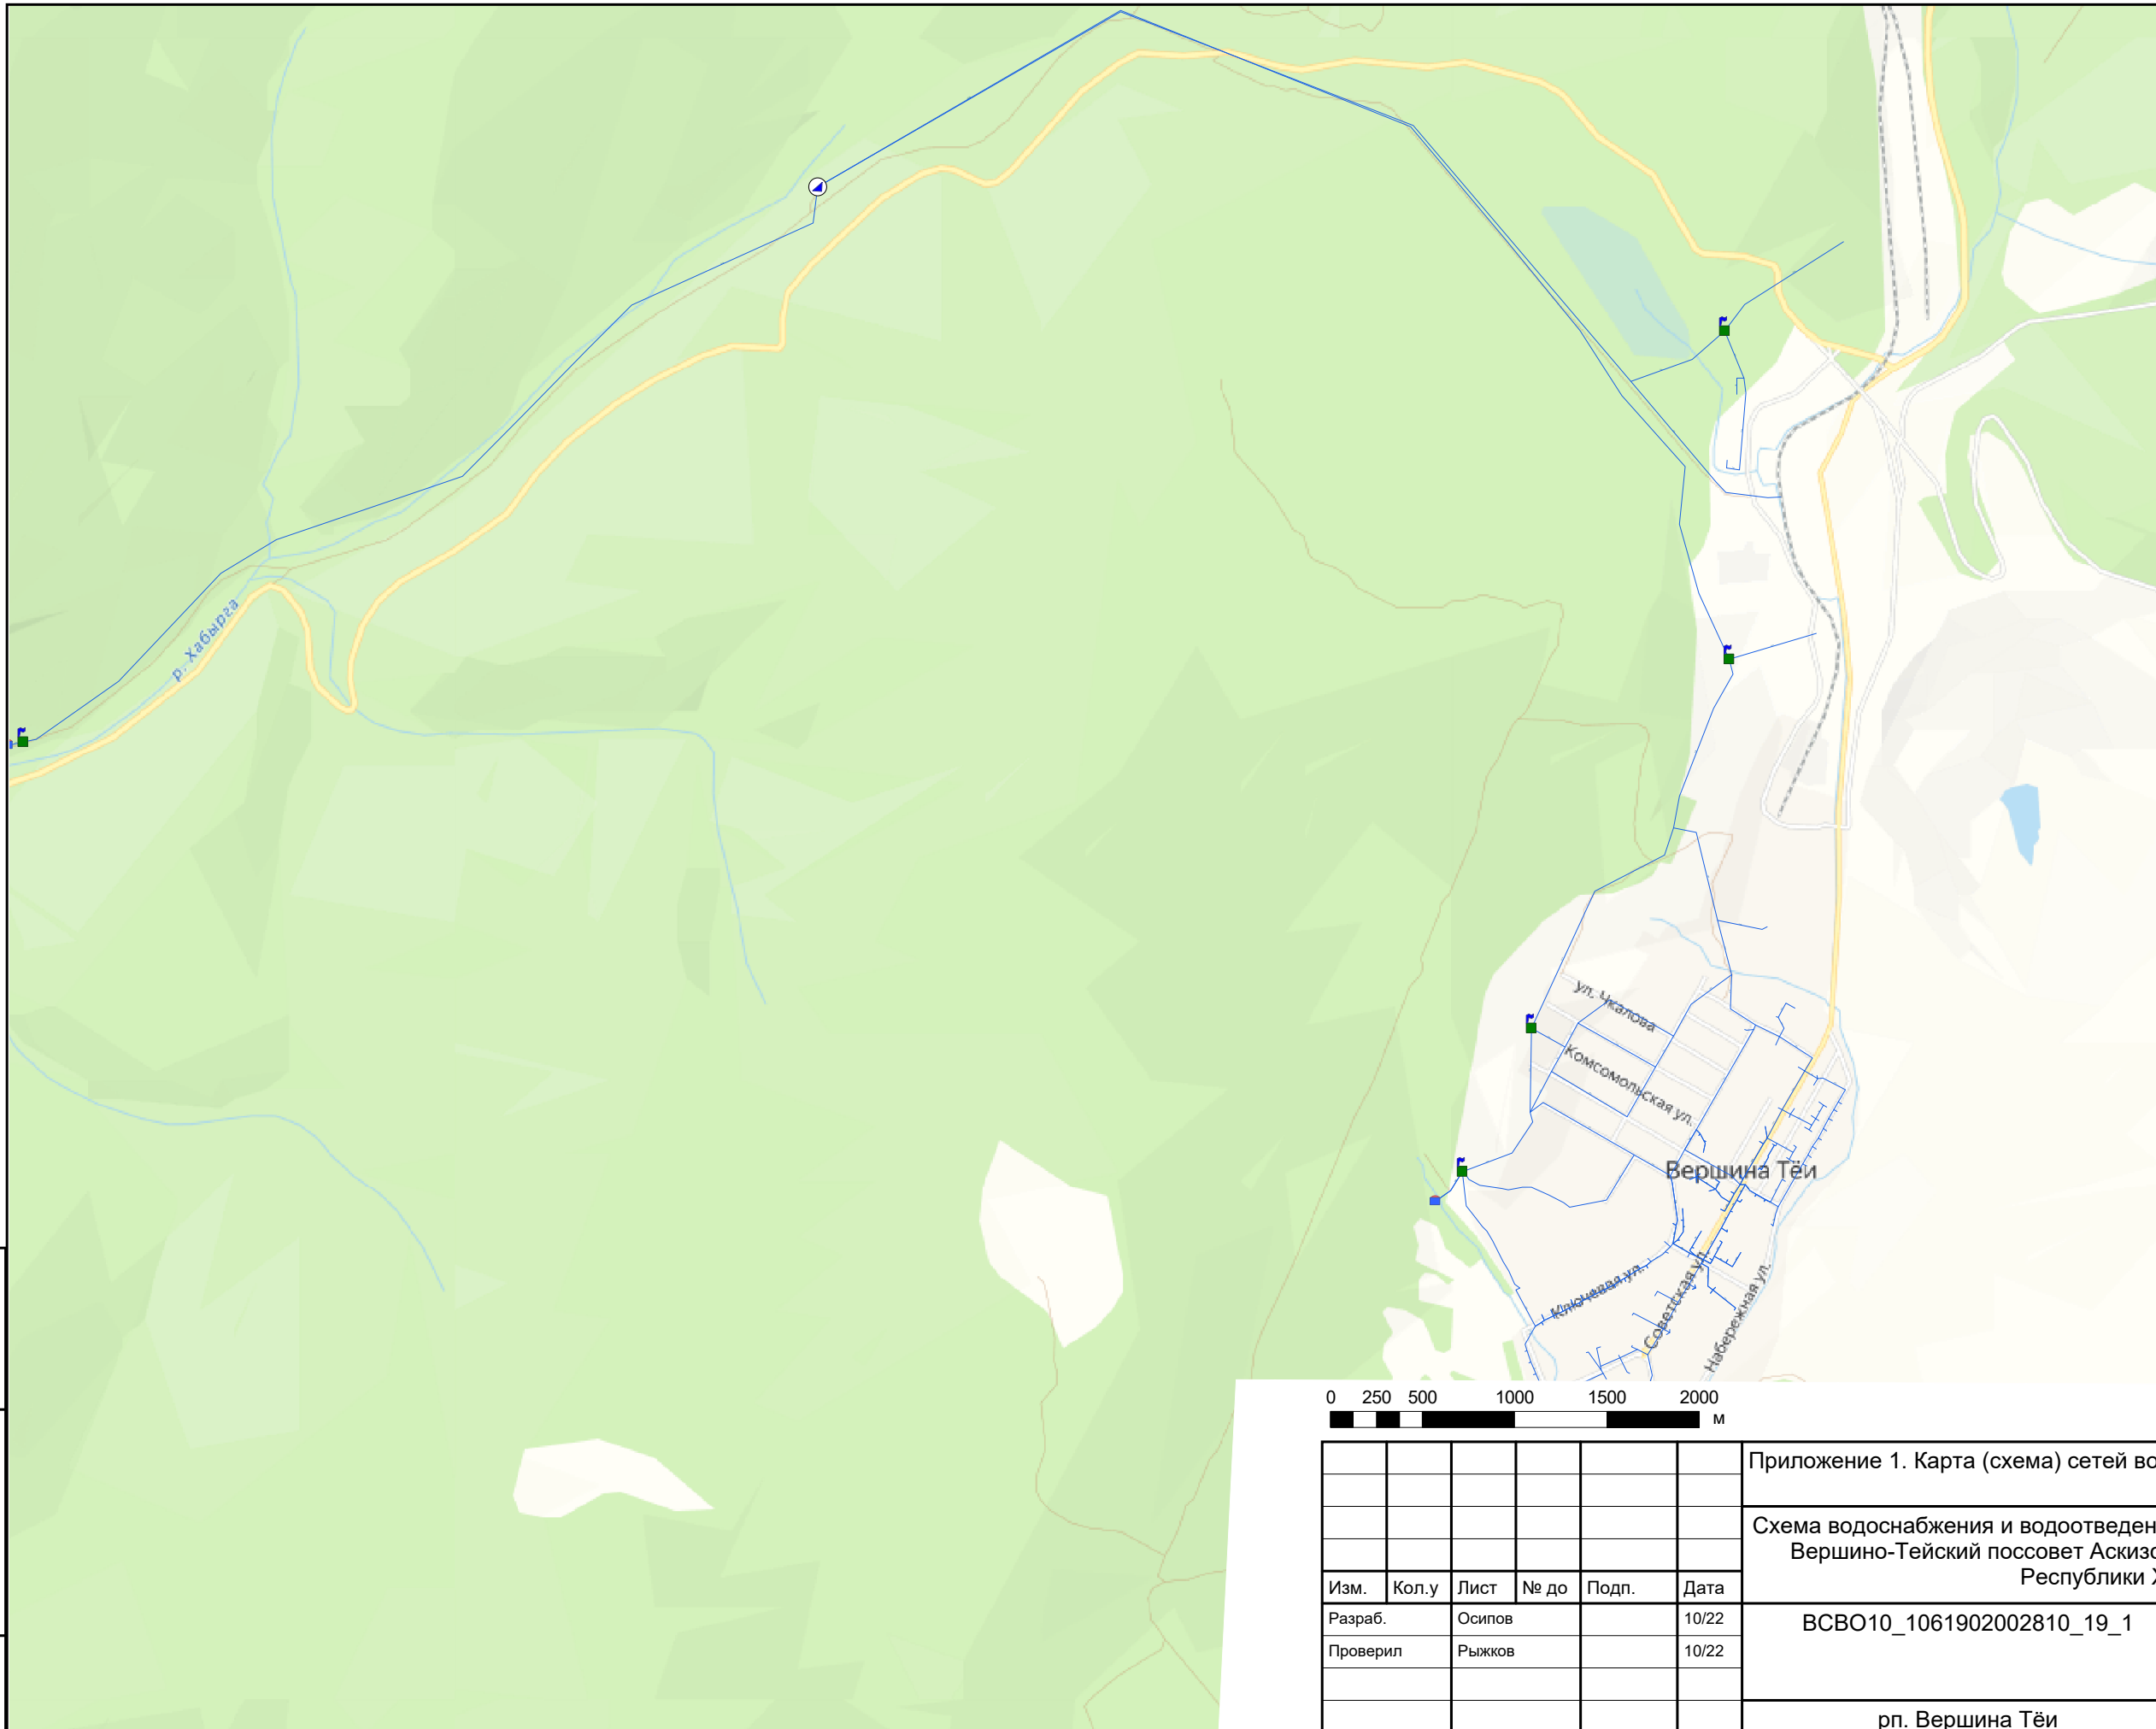 р. Хабырга
ул. Чкалова
Комсомольская ул.
Вершина Тёи
Ключевая ул.
Советская ул.
Набережная ул.
0 250 500 1000 1500 2000
м
Приложение 1. Карта (схема) сетей во
Схема водоснабжения и водоотведен
Вершино-Тейский поссовет Аскизо
Республики Х
Изм. Кол.у Лист № до Подп. Дата
Разраб. Осипов 10/22
ВСВО10_1061902002810_19_1
Проверил Рыжков 10/22
рп. Вершина Тёи